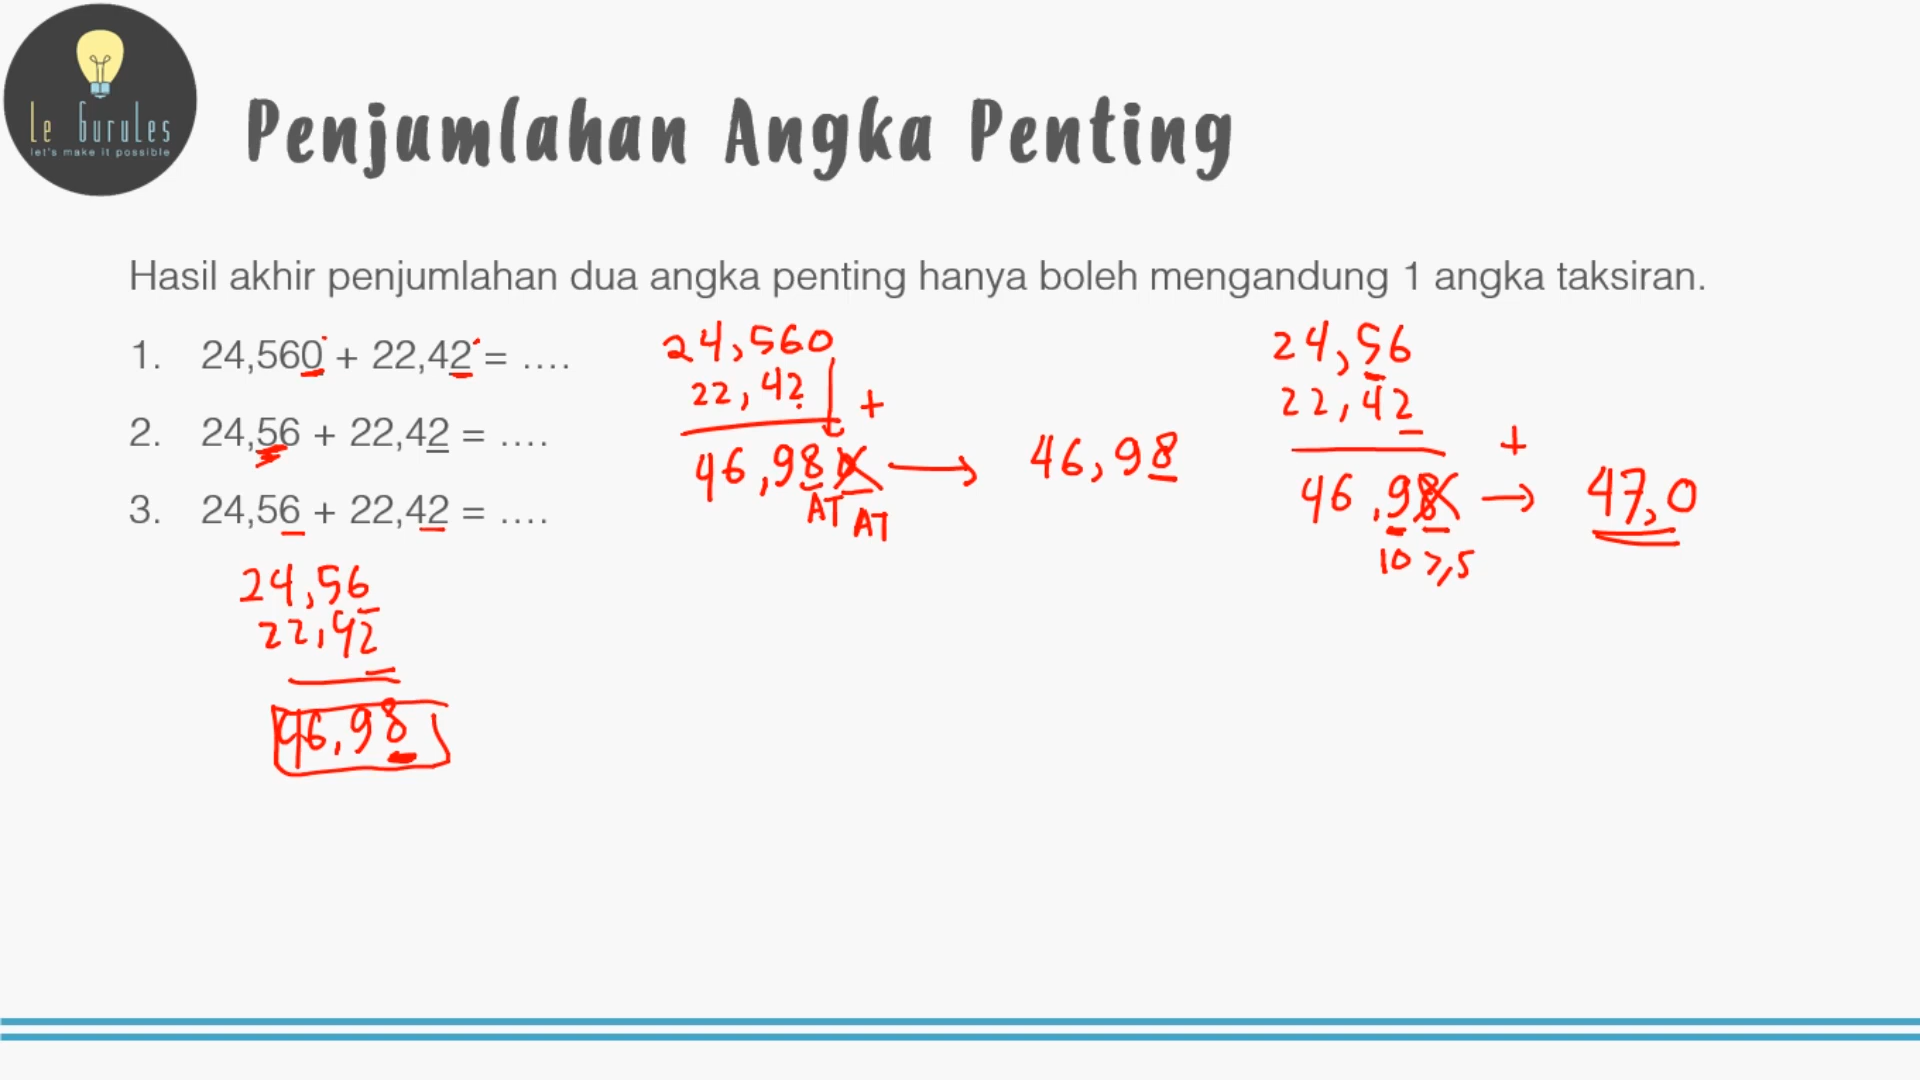 Le GuruLes
let's make it possible
Penjumlahan Angka Penting
Hasil akhir penjumlahan dua angka penting hanya boleh mengandung 1 angka taksiran.
1. 24,560 + 22,42 = ....
2. 24,56 + 22,42 = ....
3. 24,56 + 22,42 = ....
24,56
22,42
46,98
24,560
22,42
+
46,980 → 46,98
AT AT
24,56
22,42
+
46,98 → 47,0
10 ≥ 5